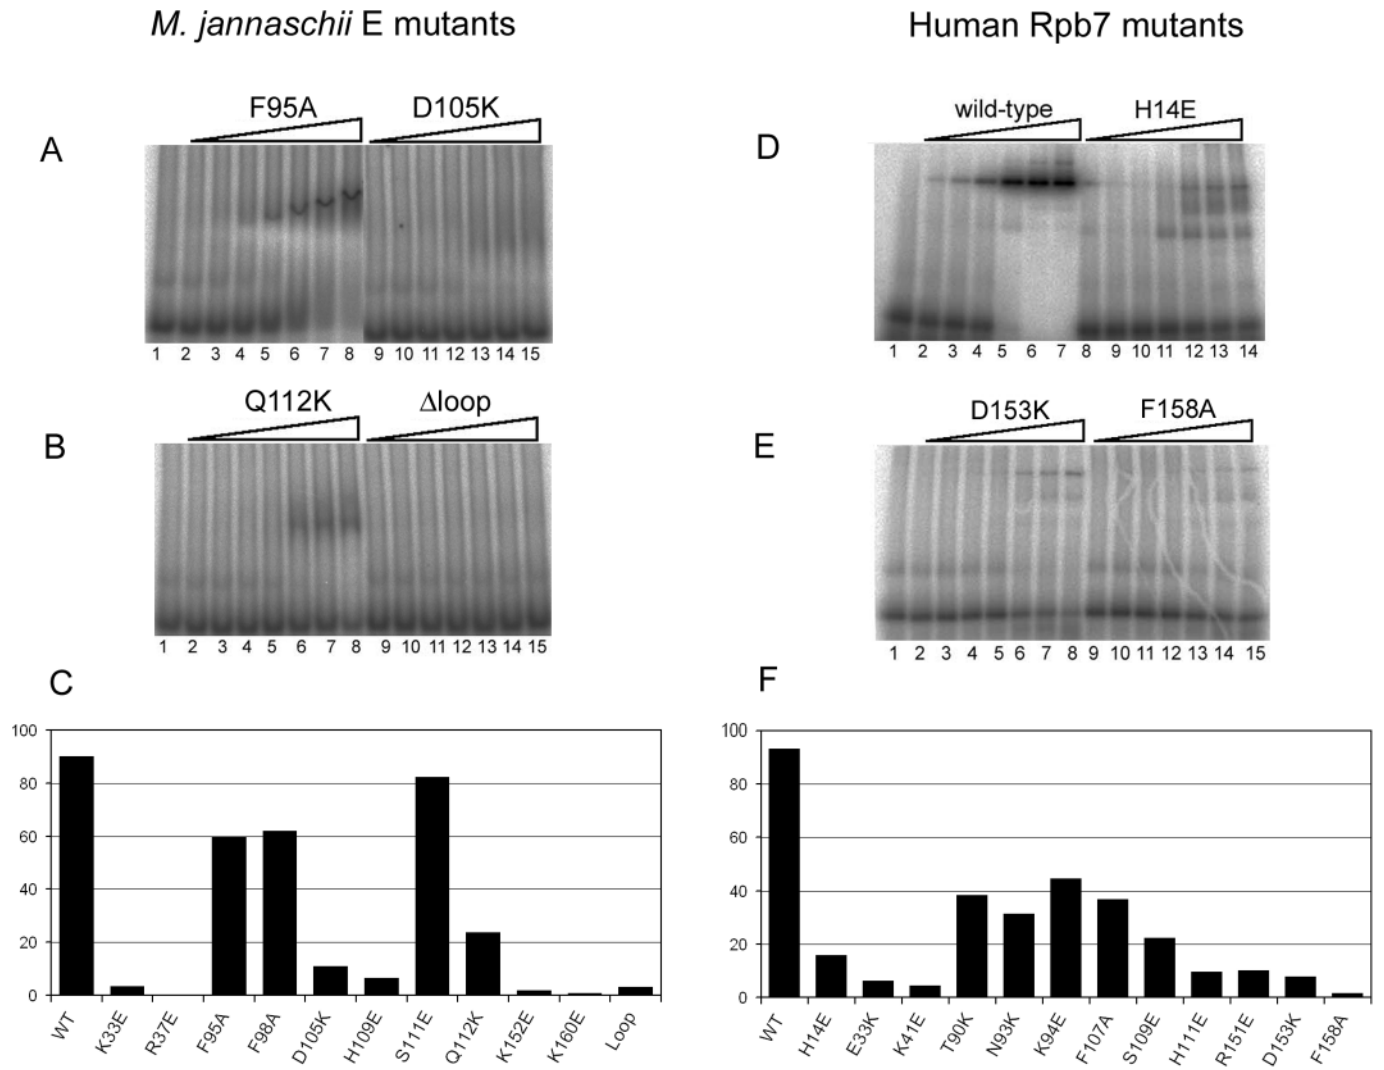 M. jannaschii E mutants
Human Rpb7 mutants
A
F95A D105K
1 2 3 4 5 6 7 8 9 10 11 12 13 14 15
B
Q112K Δloop
1 2 3 4 5 6 7 8 9 10 11 12 13 14 15
C
100
80
60
40
20
0
WT K33E R37E F95A F98A D105K H109E S111E Q112K K152E K160E Loop
D
wild-type H14E
1 2 3 4 5 6 7 8 9 10 11 12 13 14
E
D153K F158A
1 2 3 4 5 6 7 8 9 10 11 12 13 14 15
F
100
80
60
40
20
0
WT H14E E33K K41E T90K N93K K94E F107A S109E H111E R151E D153K F158A